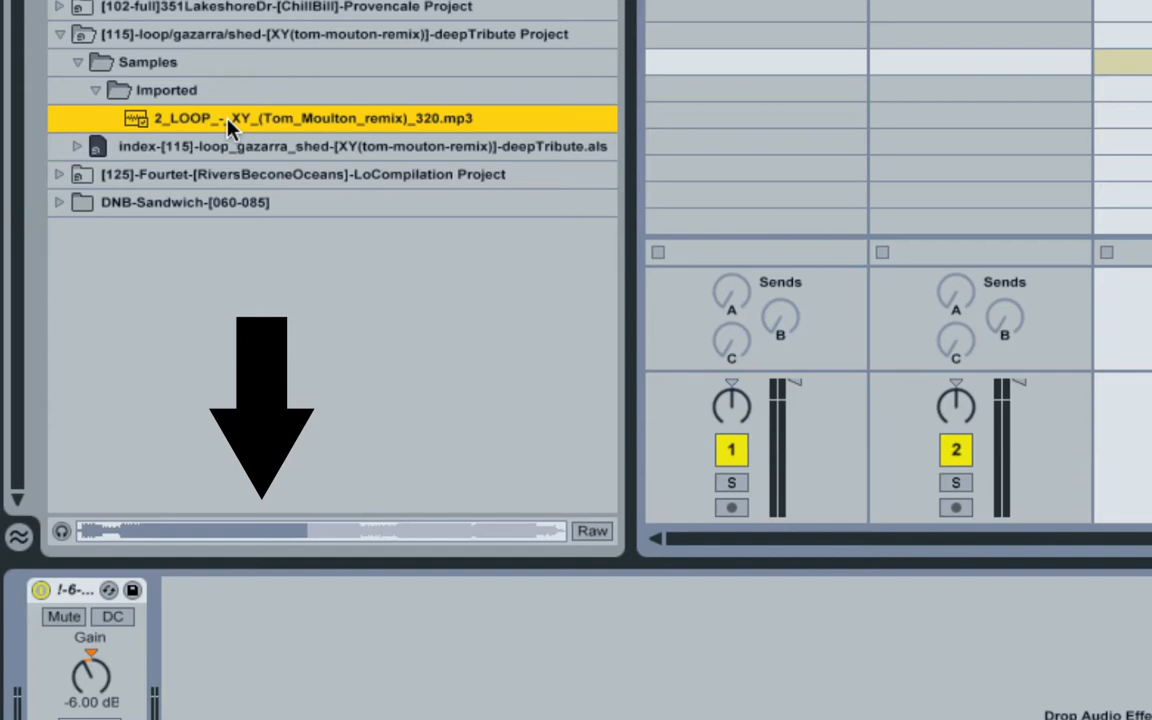 [102-full]351LakeshoreDr-[ChillBill]-Provencale Project
[115]-loop/gazarra/shed-[XY(tom-mouton-remix)]-deepTribute Project
Samples
Imported
2_LOOP_-_XY_(Tom_Moulton_remix)_320.mp3
index-[115]-loop_gazarra_shed-[XY(tom-mouton-remix)]-deepTribute.als
[125]-Fourtet-[RiversBeconeOceans]-LoCompilation Project
DNB-Sandwich-[060-085]
Sends
A
B
C
1
S
Sends
A
B
C
2
S
Raw
!-6-...
Mute DC
Gain
-6.00 dB
Drop Audio Effe